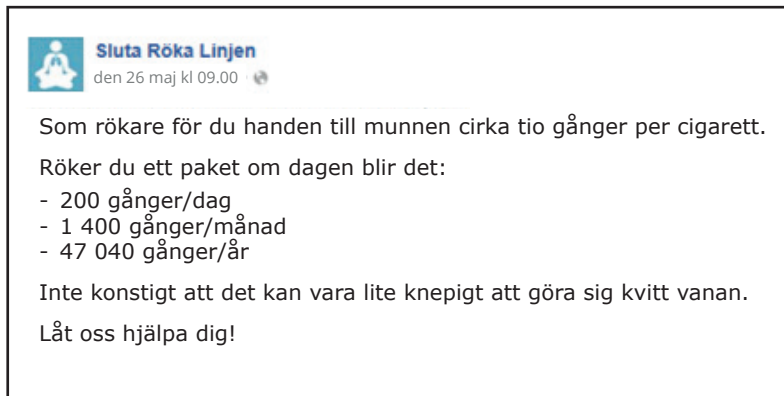 Sluta Röka Linjen
den 26 maj kl 09.00 ·
Som rökare för du handen till munnen cirka tio gånger per cigarett.
Röker du ett paket om dagen blir det:
- 200 gånger/dag
- 1 400 gånger/månad
- 47 040 gånger/år
Inte konstigt att det kan vara lite knepigt att göra sig kvitt vanan.
Låt oss hjälpa dig!